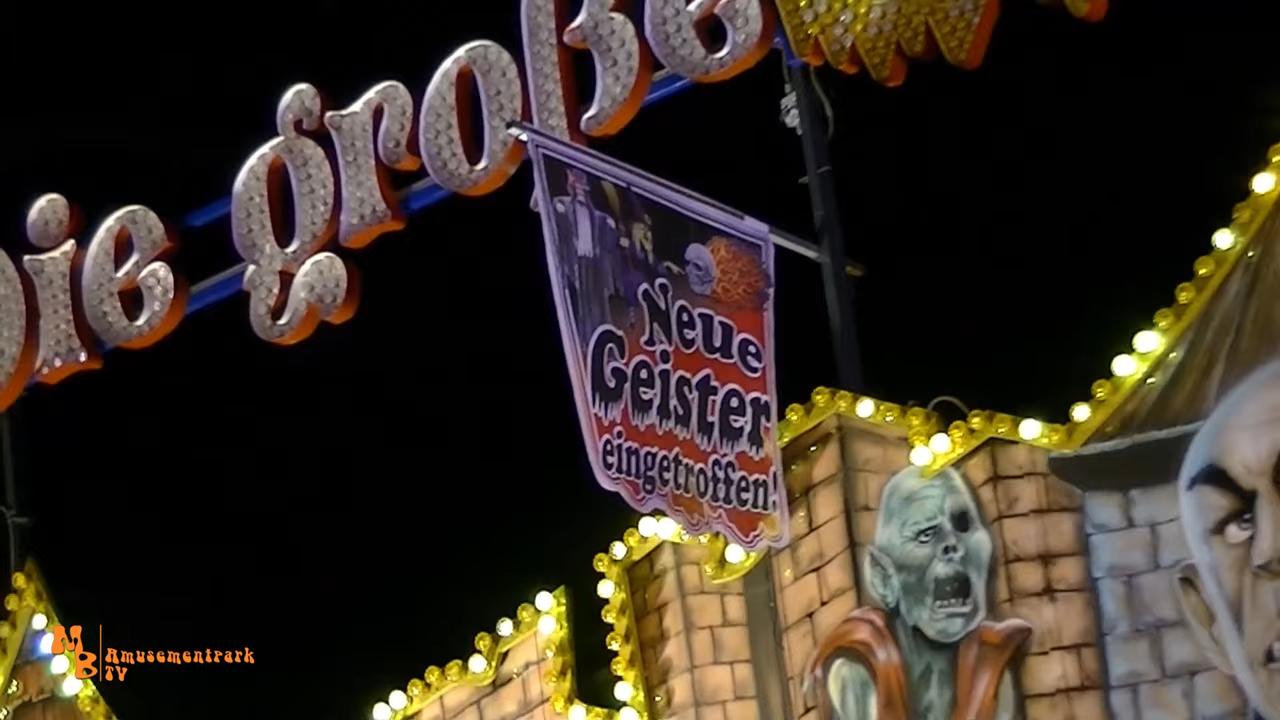 Die große
Neue
Geister
eingetroffen!
MB Amusementpark
TV